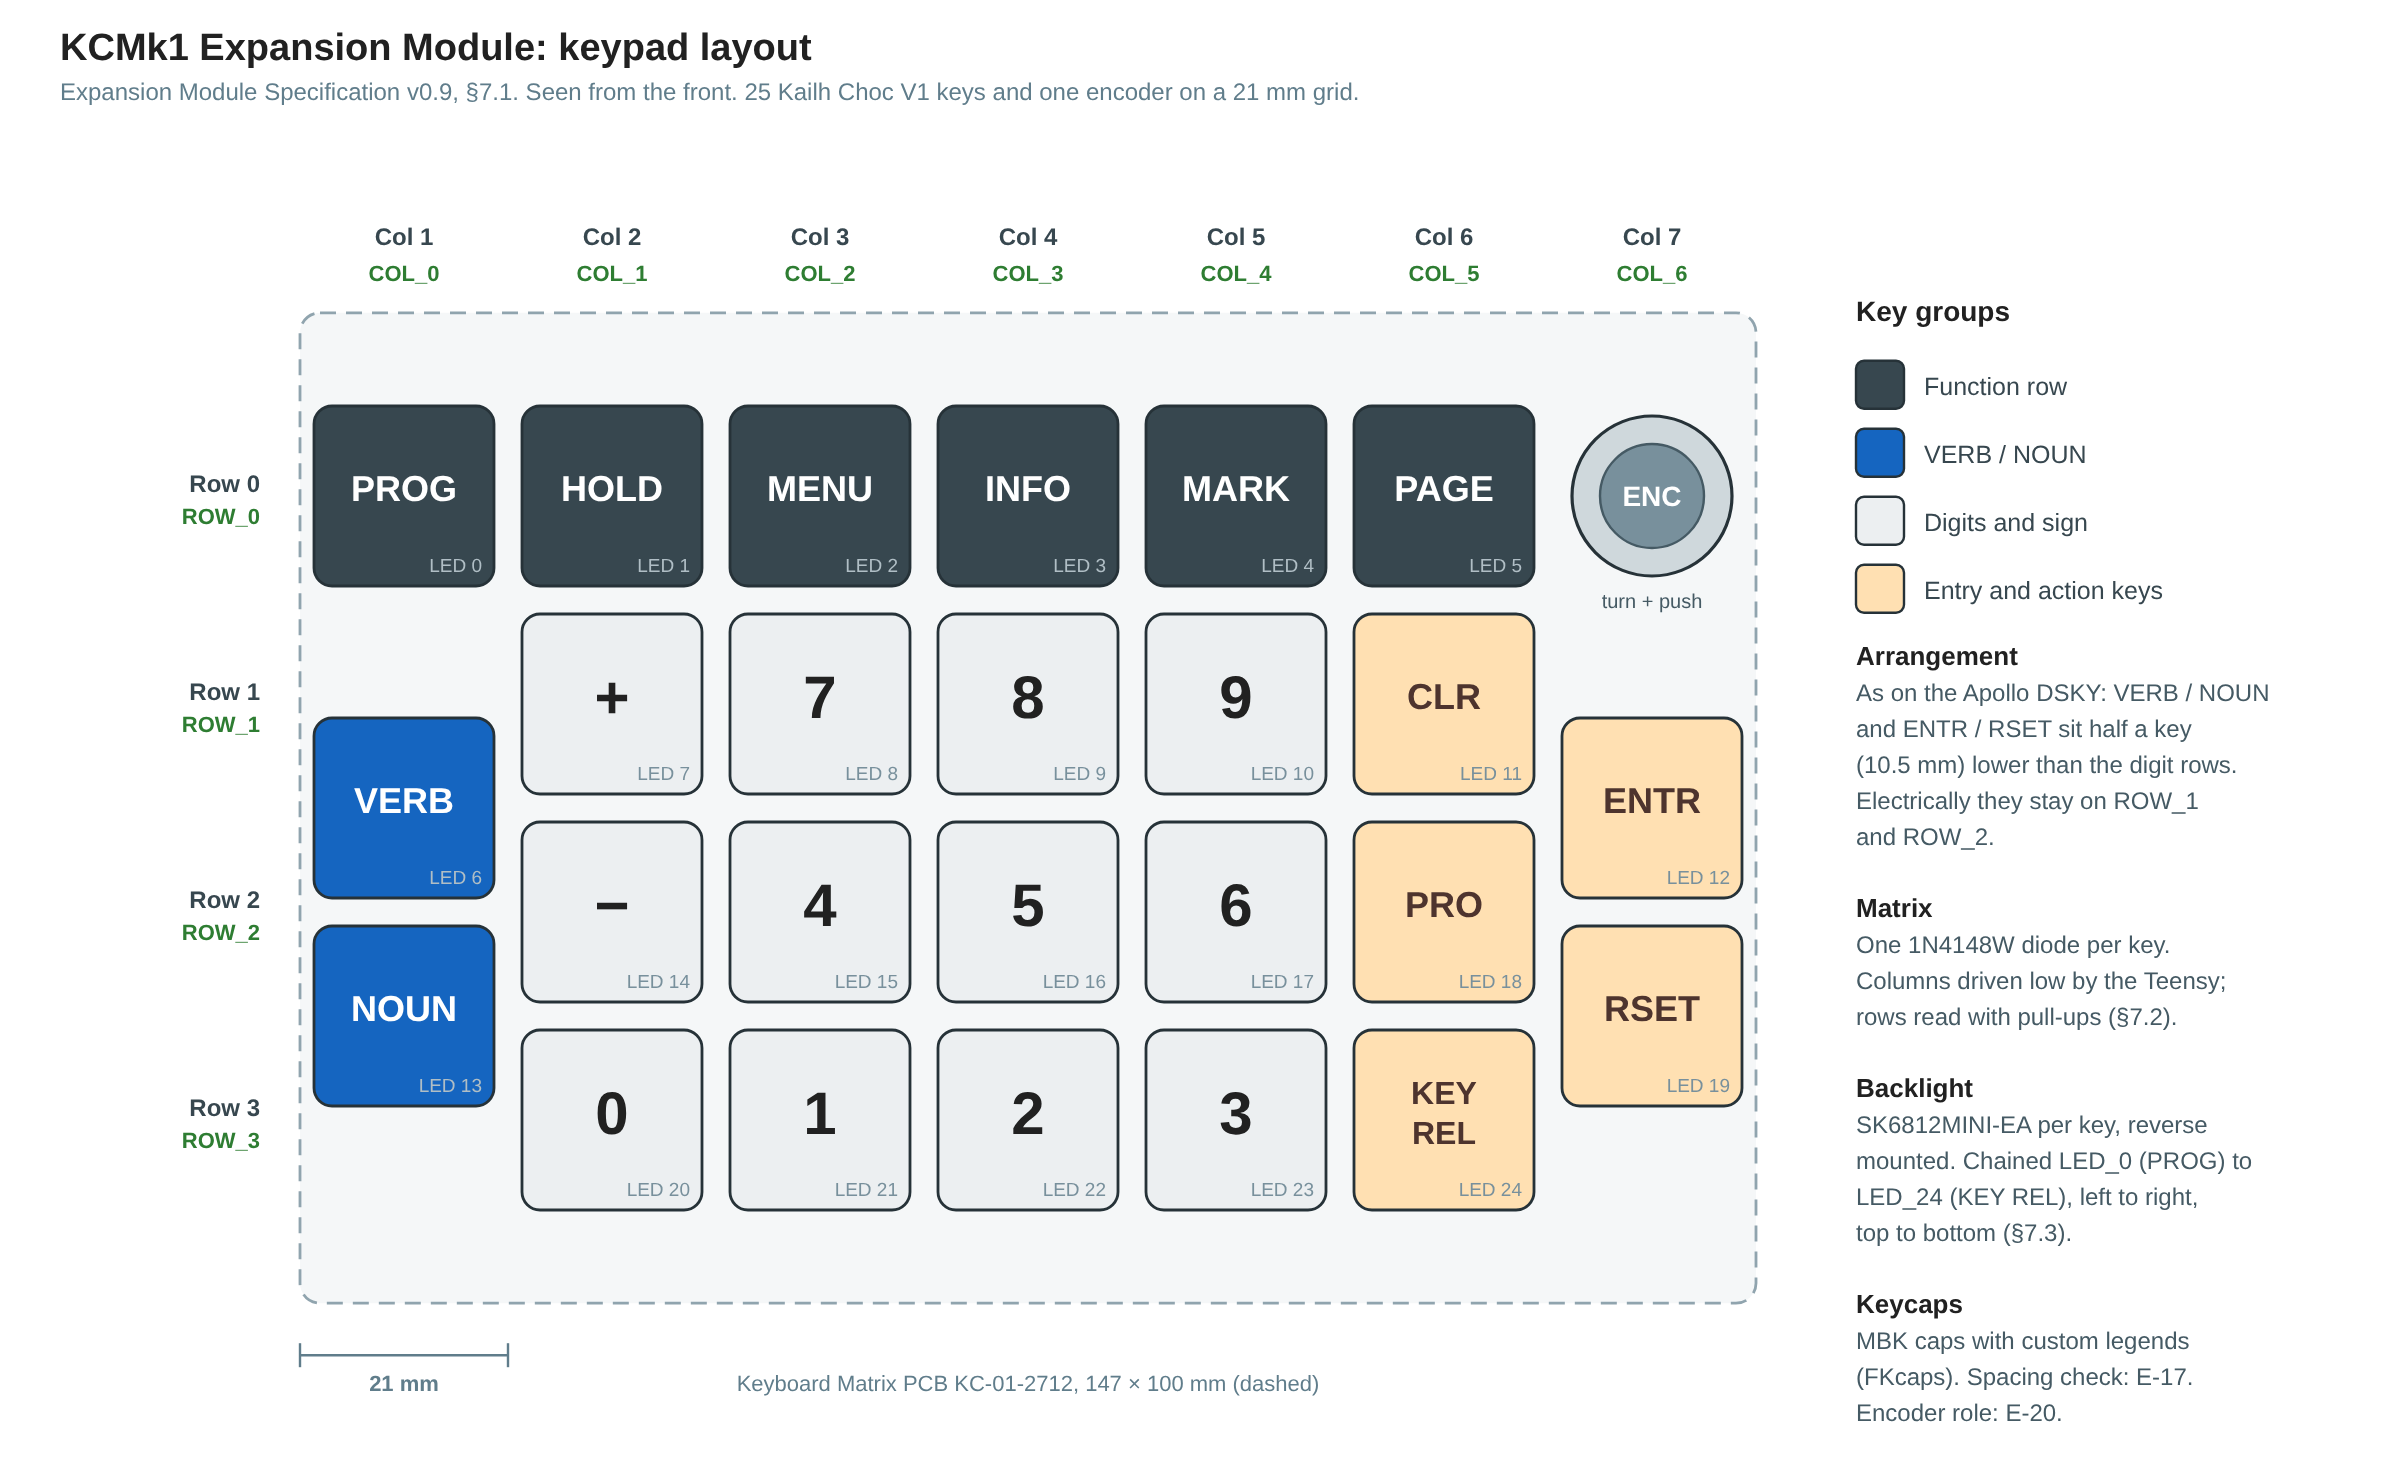 KCMk1 Expansion Module: keypad layout
Expansion Module Specification v0.9, §7.1. Seen from the front. 25 Kailh Choc V1 keys and one encoder on a 21 mm grid.
Col 1 Col 2 Col 3 Col 4 Col 5 Col 6 Col 7
COL_0 COL_1 COL_2 COL_3 COL_4 COL_5 COL_6
Row 0
ROW_0
PROG HOLD MENU INFO MARK PAGE ENC
LED 0 LED 1 LED 2 LED 3 LED 4 LED 5
turn + push
Row 1
ROW_1
+ 7 8 9 CLR
LED 7 LED 8 LED 9 LED 10 LED 11
VERB ENTR
LED 6 LED 12
Row 2
ROW_2
− 4 5 6 PRO
LED 14 LED 15 LED 16 LED 17 LED 18
NOUN RSET
LED 13 LED 19
Row 3
ROW_3
0 1 2 3 KEY
REL
LED 20 LED 21 LED 22 LED 23 LED 24
21 mm
Keyboard Matrix PCB KC-01-2712, 147 × 100 mm (dashed)
Key groups
Function row
VERB / NOUN
Digits and sign
Entry and action keys
Arrangement
As on the Apollo DSKY: VERB / NOUN
and ENTR / RSET sit half a key
(10.5 mm) lower than the digit rows.
Electrically they stay on ROW_1
and ROW_2.
Matrix
One 1N4148W diode per key.
Columns driven low by the Teensy;
rows read with pull-ups (§7.2).
Backlight
SK6812MINI-EA per key, reverse
mounted. Chained LED_0 (PROG) to
LED_24 (KEY REL), left to right,
top to bottom (§7.3).
Keycaps
MBK caps with custom legends
(FKcaps). Spacing check: E-17.
Encoder role: E-20.